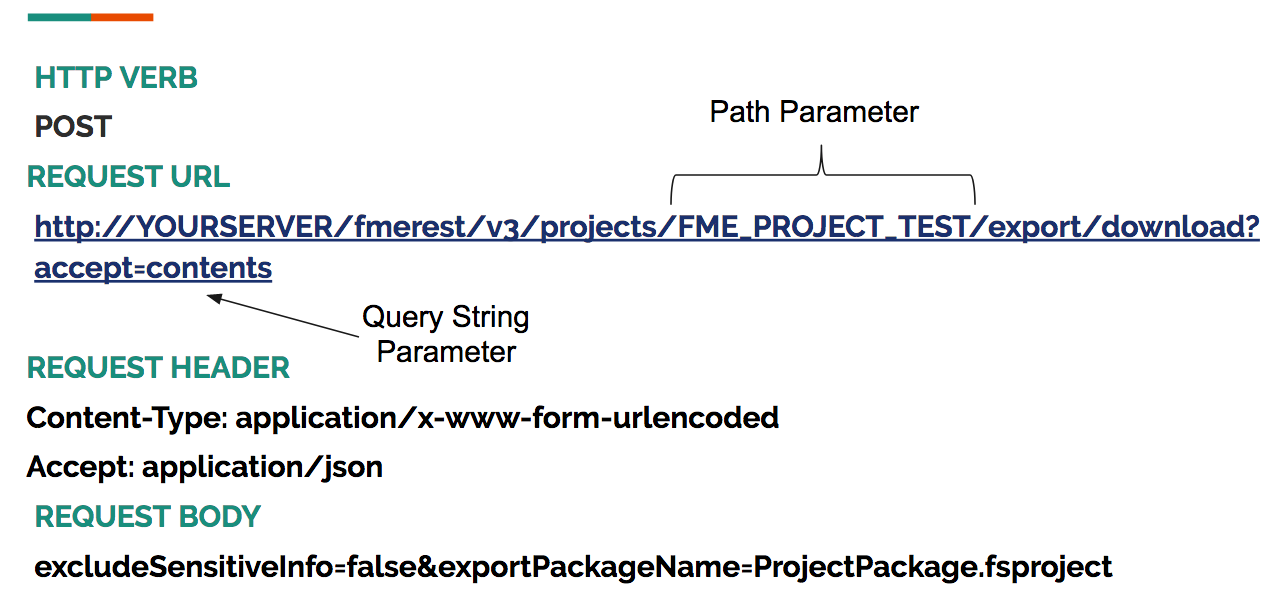 HTTP VERB
POST
Path Parameter
REQUEST URL
http://YOURSERVER/fmerest/v3/projects/FME_PROJECT_TEST/export/download?
accept=contents
Query String
Parameter
REQUEST HEADER
Content-Type: application/x-www-form-urlencoded
Accept: application/json
REQUEST BODY
excludeSensitiveInfo=false&exportPackageName=ProjectPackage.fsproject